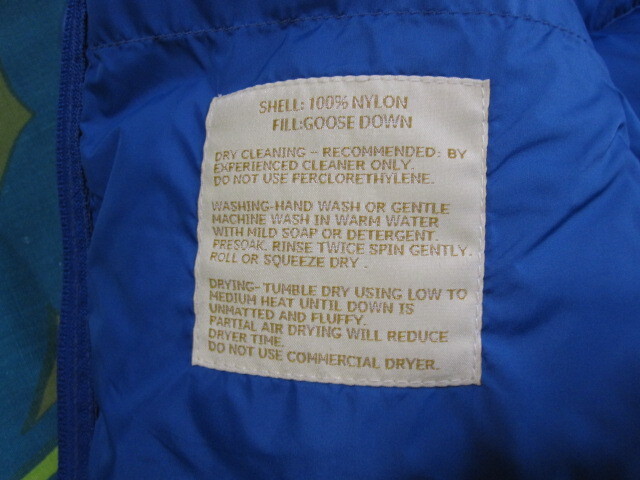 SHELL: 100% NYLON
FILL:GOOSE DOWN
DRY CLEANING - RECOMMENDED: BY
EXPERIENCED CLEANER ONLY.
DO NOT USE PERCLORETHYLENE.
WASHING-HAND WASH OR GENTLE
MACHINE WASH IN WARM WATER
WITH MILD SOAP OR DETERGENT.
PRESOAK. RINSE TWICE SPIN GENTLY.
ROLL OR SQUEEZE DRY .
DRYING- TUMBLE DRY USING LOW TO
MEDIUM HEAT UNTIL DOWN IS
UNMATTED AND FLUFFY.
PARTIAL AIR DRYING WILL REDUCE
DRYER TIME.
DO NOT USE COMMERCIAL DRYER.